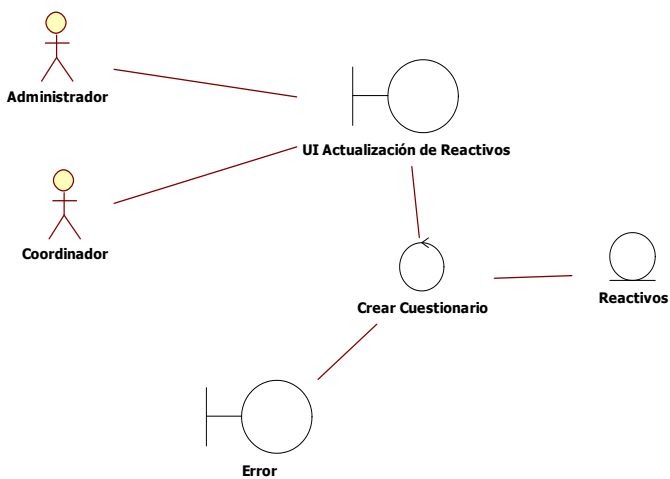 Administrador
UI Actualización de Reactivos
Coordinador
Crear Cuestionario
Reactivos
Error